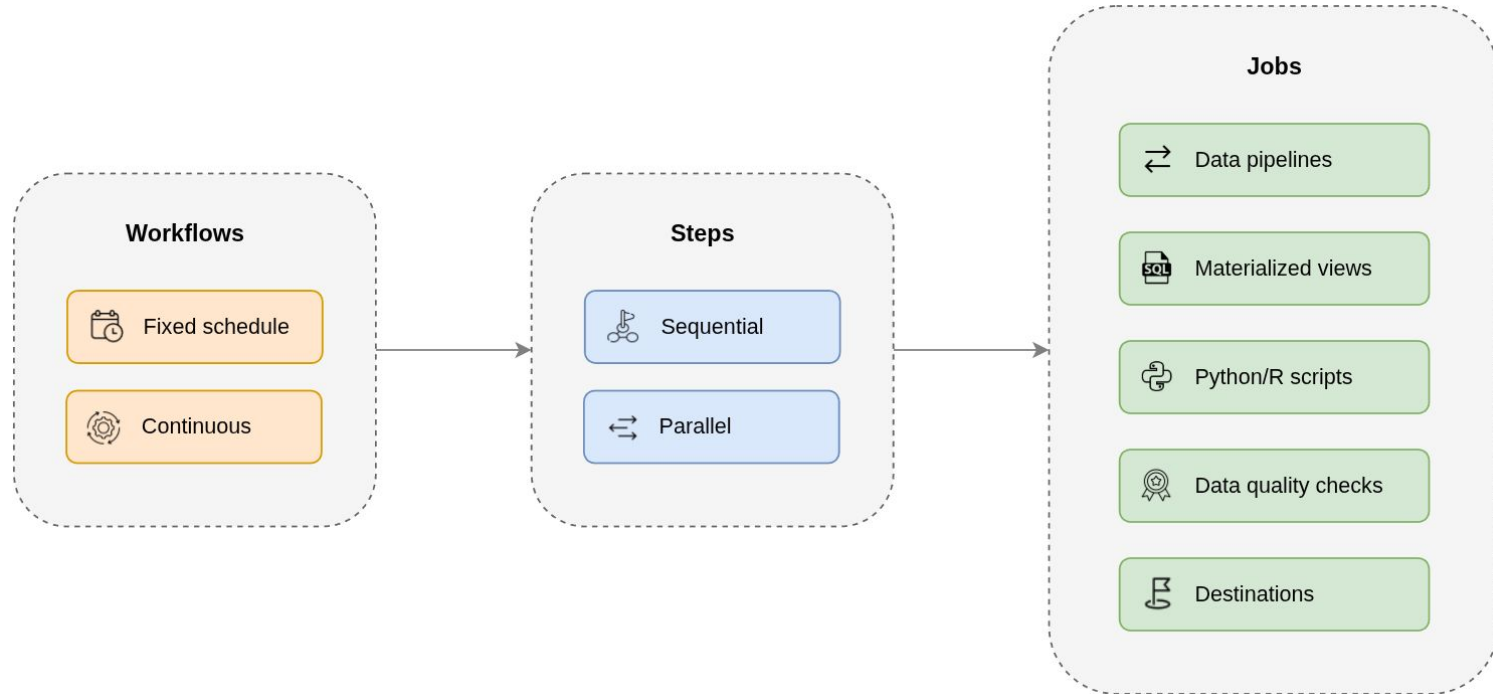 Workflows
Fixed schedule
Continuous
Steps
Sequential
Parallel
Jobs
Data pipelines
SQL
Materialized views
Python/R scripts
Data quality checks
Destinations